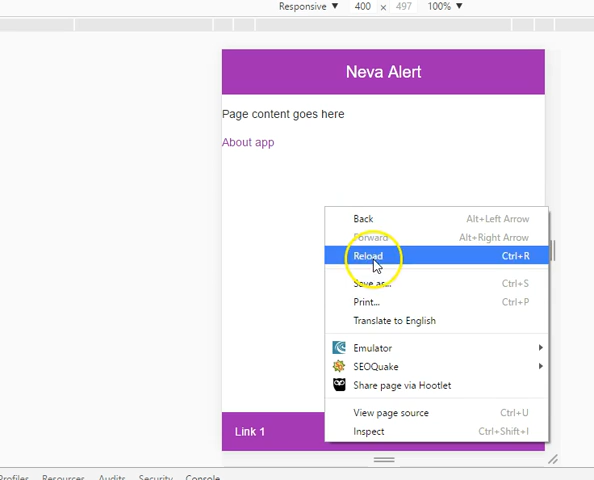 Responsive ▼ 400 × 497 100% ▼
Neva Alert
Page content goes here
About app
Back Alt+Left Arrow
Forward Alt+Right Arrow
Reload Ctrl+R
Save as... Ctrl+S
Print... Ctrl+P
Translate to English
Emulator
SEOQuake
Share page via Hootlet
View page source Ctrl+U
Inspect Ctrl+Shift+I
Link 1
Profiles Resources Audits Security Console